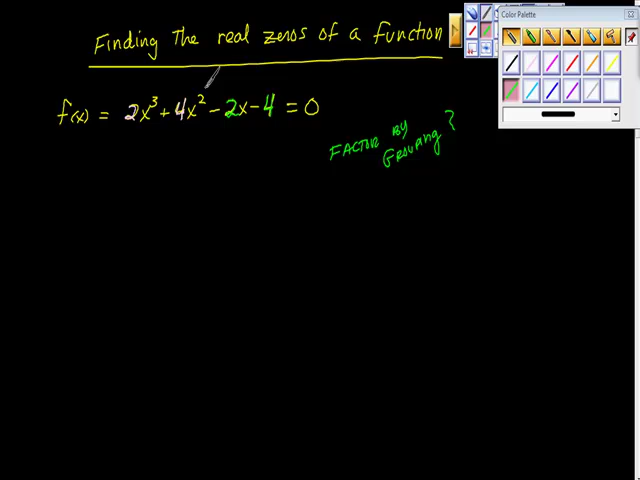 Finding The real zeros of a function
f(x) = 2x³ + 4x² - 2x - 4 = 0
FACTOR BY
GROUPING ?
Color Palette